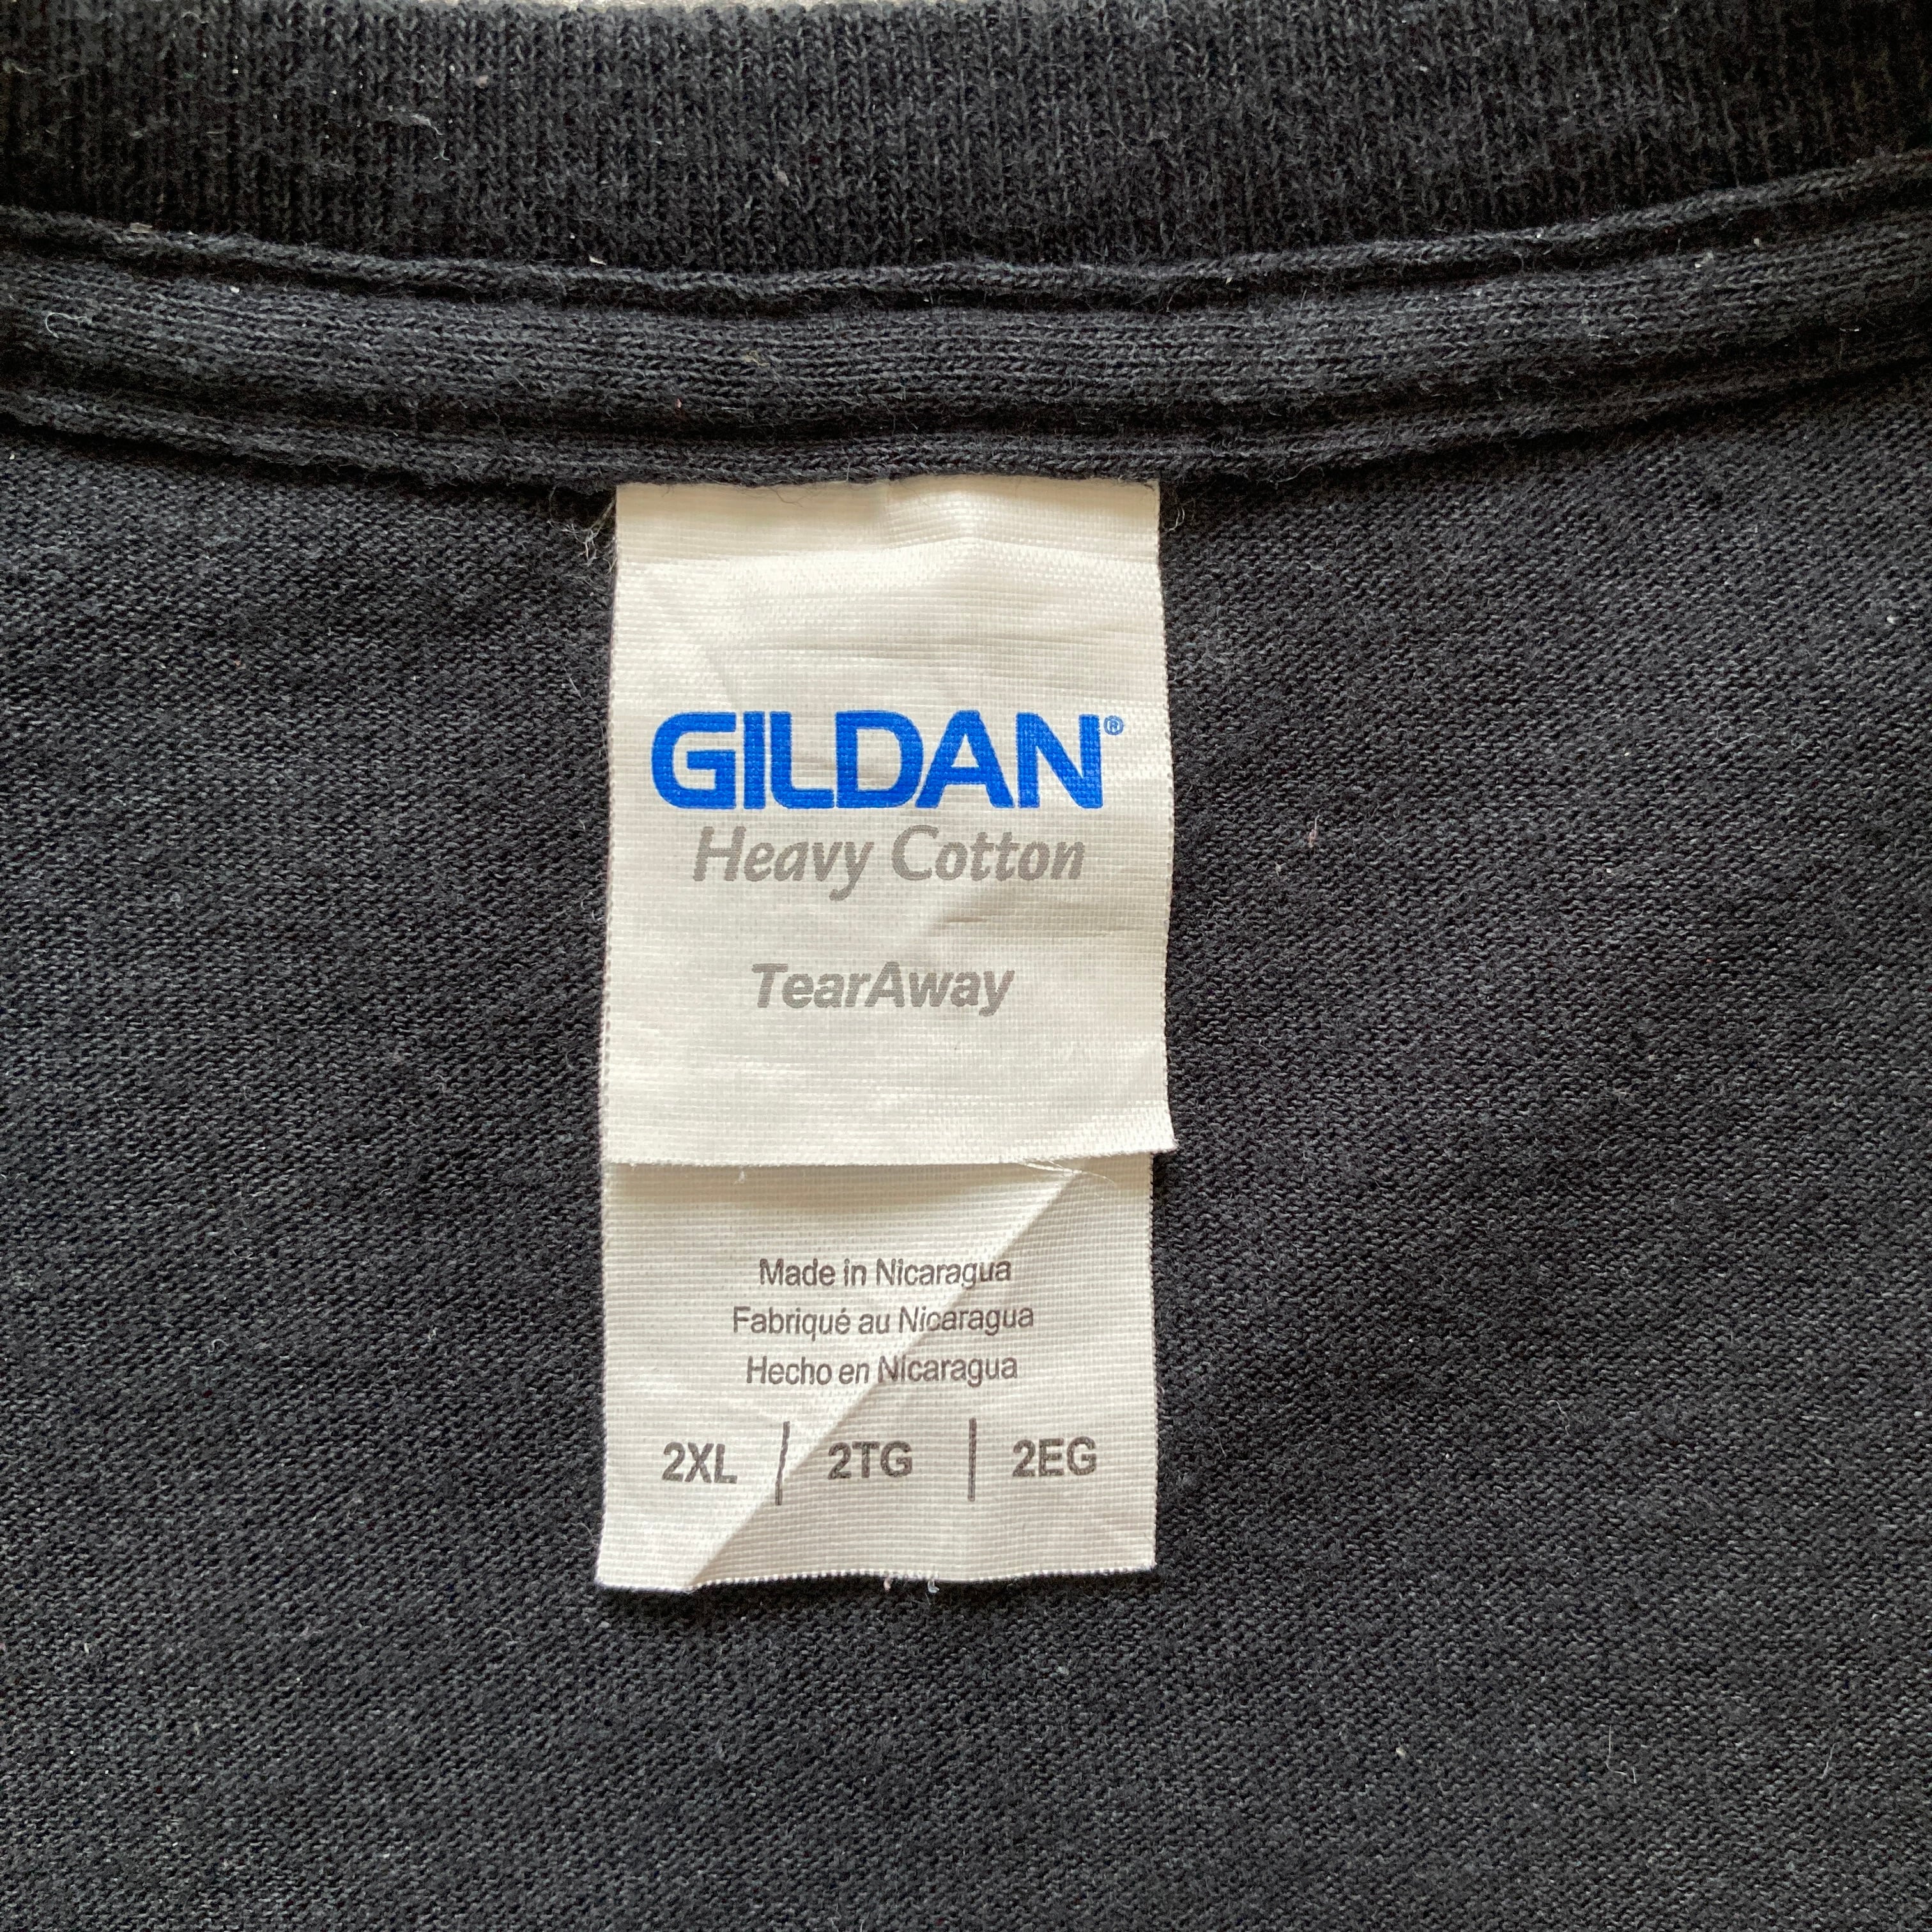 GILDAN®
Heavy Cotton
TearAway
Made in Nicaragua
Fabriqué au Nicaragua
Hecho en Nicaragua
2XL | 2TG | 2EG